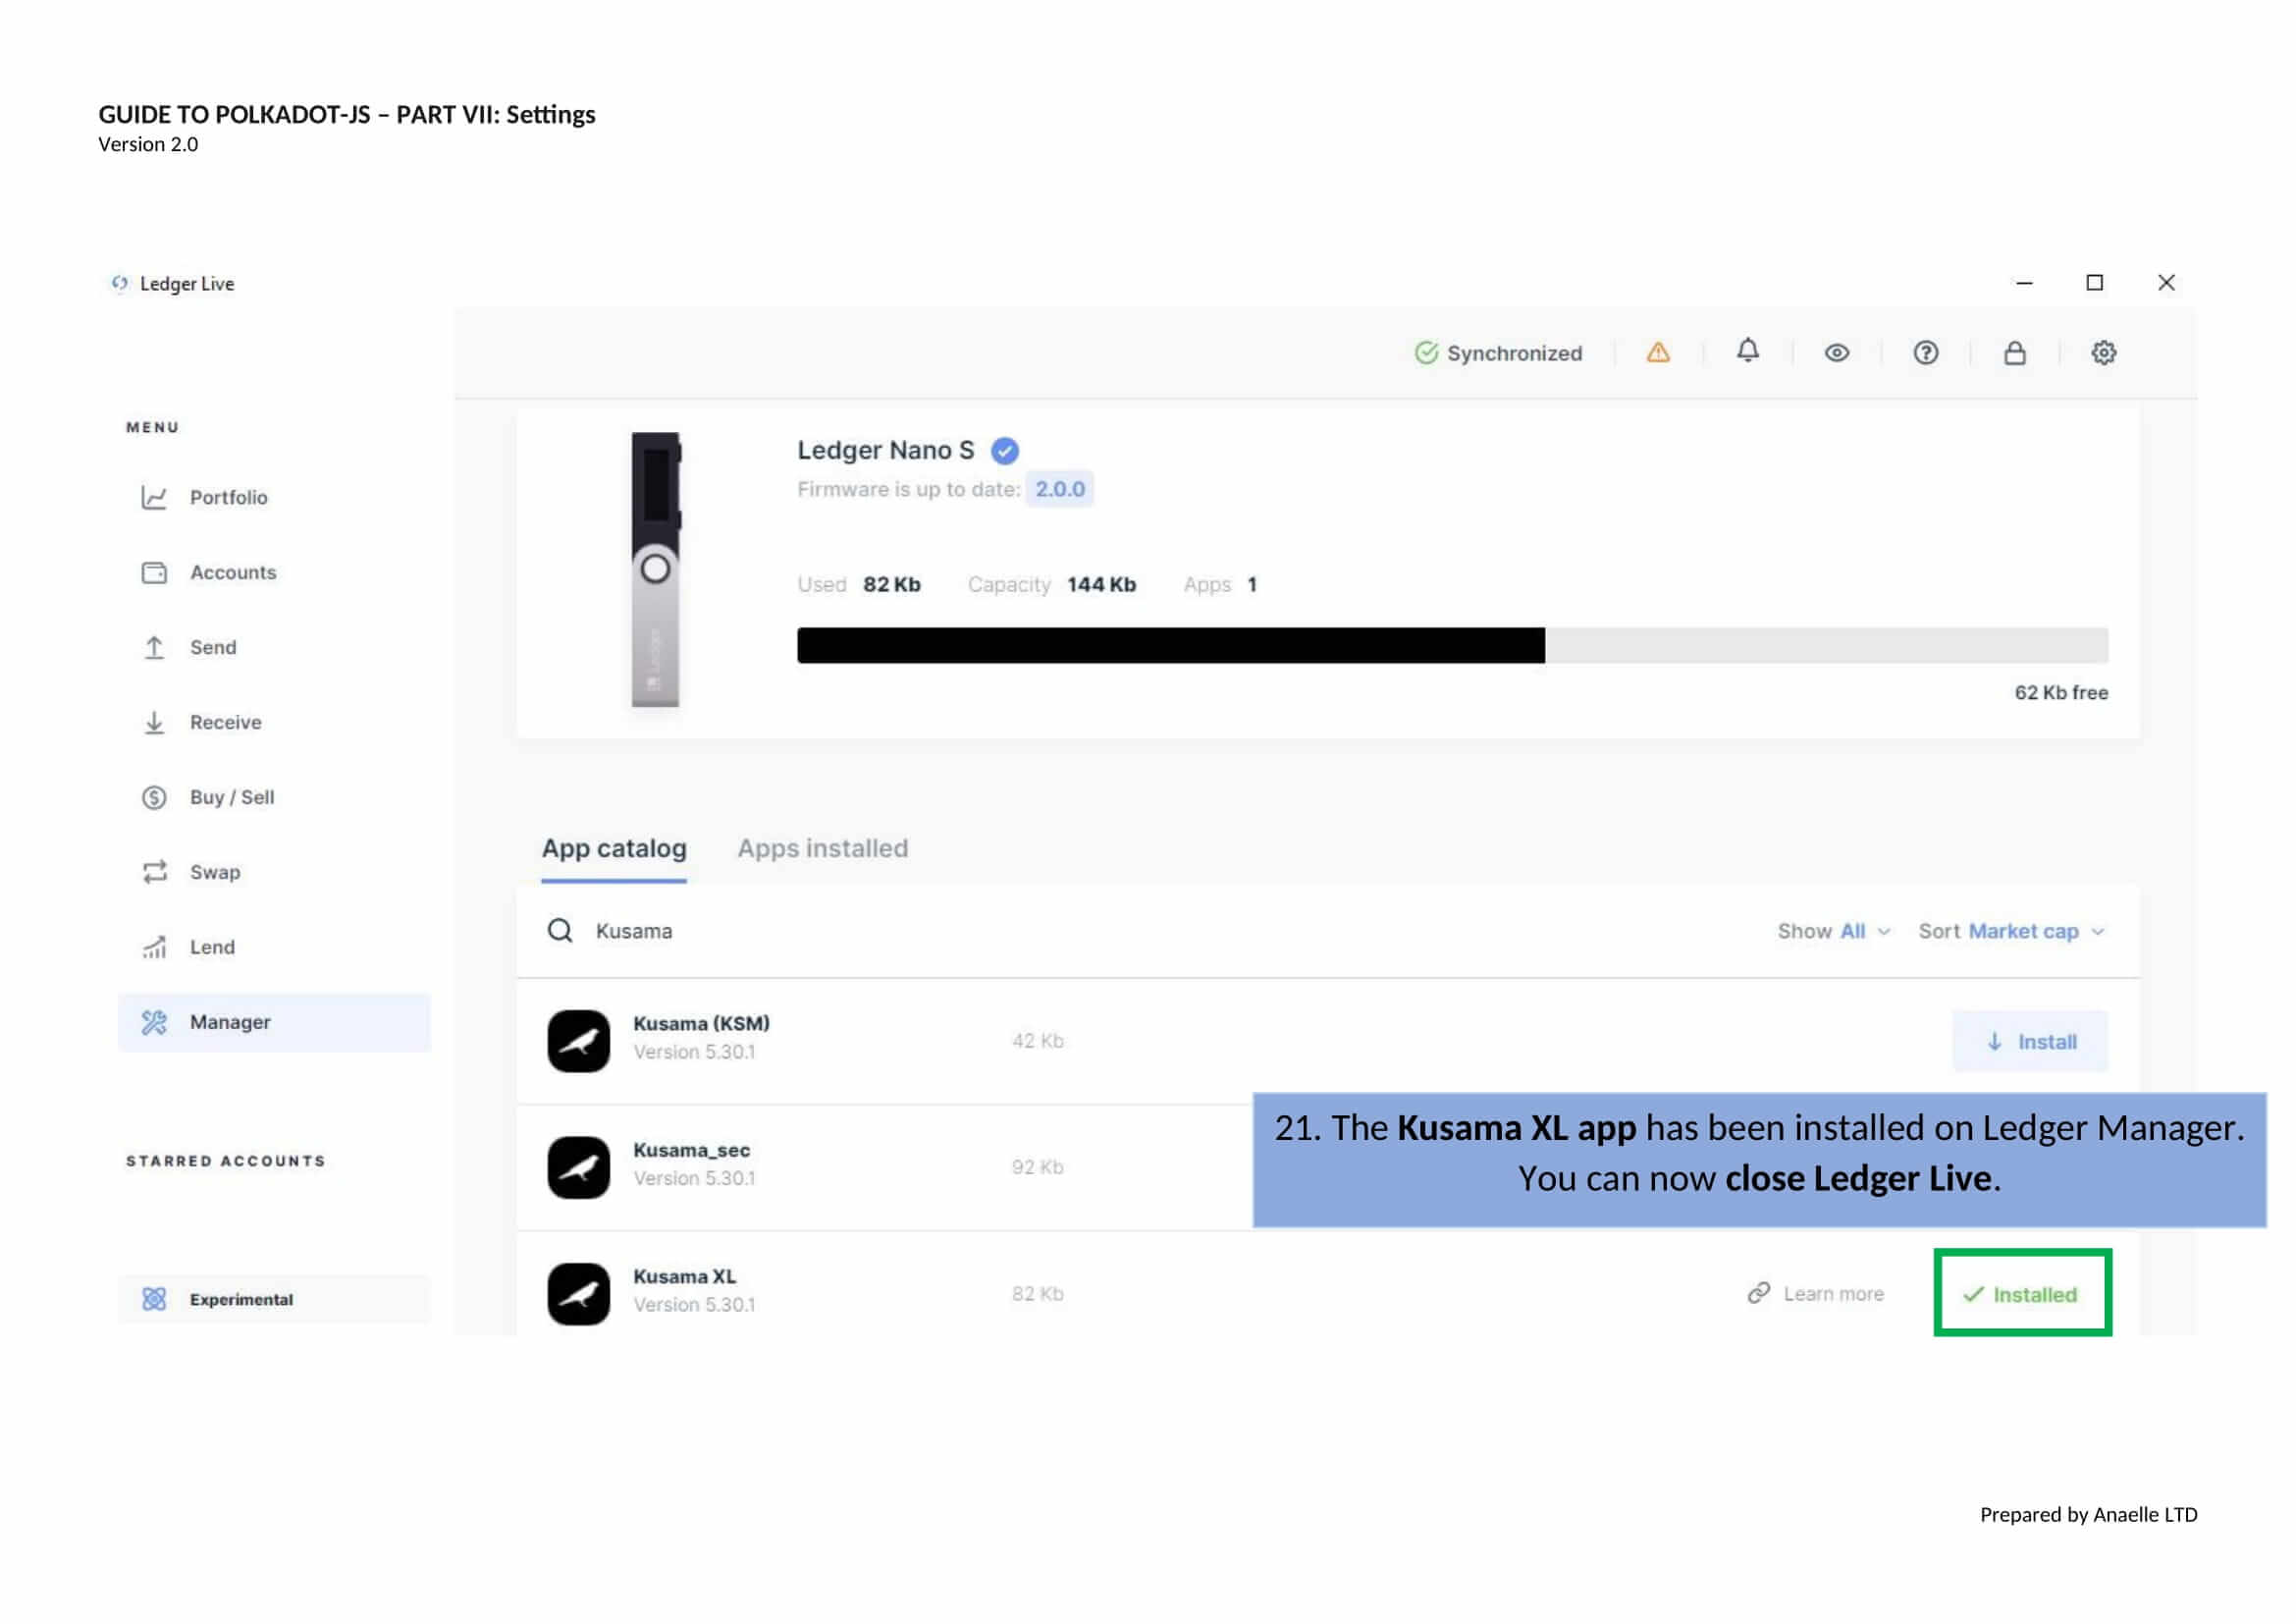 GUIDE TO POLKADOT-JS – PART VII: Settings
Version 2.0
Ledger Live
Synchronized
MENU
Portfolio
Accounts
Send
Receive
Buy / Sell
Swap
Lend
Manager
STARRED ACCOUNTS
Experimental
Ledger Nano S
Firmware is up to date: 2.0.0
Used 82 Kb Capacity 144 Kb Apps 1
62 Kb free
Ledger
App catalog Apps installed
Kusama Show All Sort Market cap
Kusama (KSM)
Version 5.30.1
42 Kb
Install
Kusama_sec
Version 5.30.1
92 Kb
21. The Kusama XL app has been installed on Ledger Manager.
You can now close Ledger Live.
Kusama XL
Version 5.30.1
82 Kb
Learn more
Installed
Prepared by Anaelle LTD